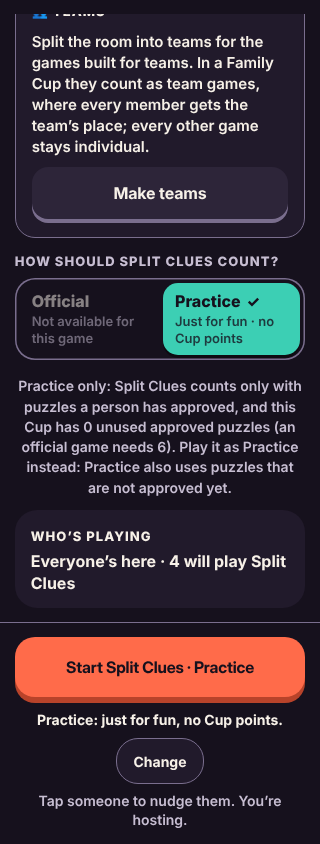 Split the room into teams for the
games built for teams. In a Family
Cup they count as team games,
where every member gets the
team's place; every other game
stays individual.
Make teams
HOW SHOULD SPLIT CLUES COUNT?
Official
Not available for
this game
Practice ✓
Just for fun · no
Cup points
Practice only: Split Clues counts only with
puzzles a person has approved, and this
Cup has 0 unused approved puzzles (an
official game needs 6). Play it as Practice
instead: Practice also uses puzzles that
are not approved yet.
WHO'S PLAYING
Everyone's here · 4 will play Split
Clues
Start Split Clues · Practice
Practice: just for fun, no Cup points.
Change
Tap someone to nudge them. You're
hosting.